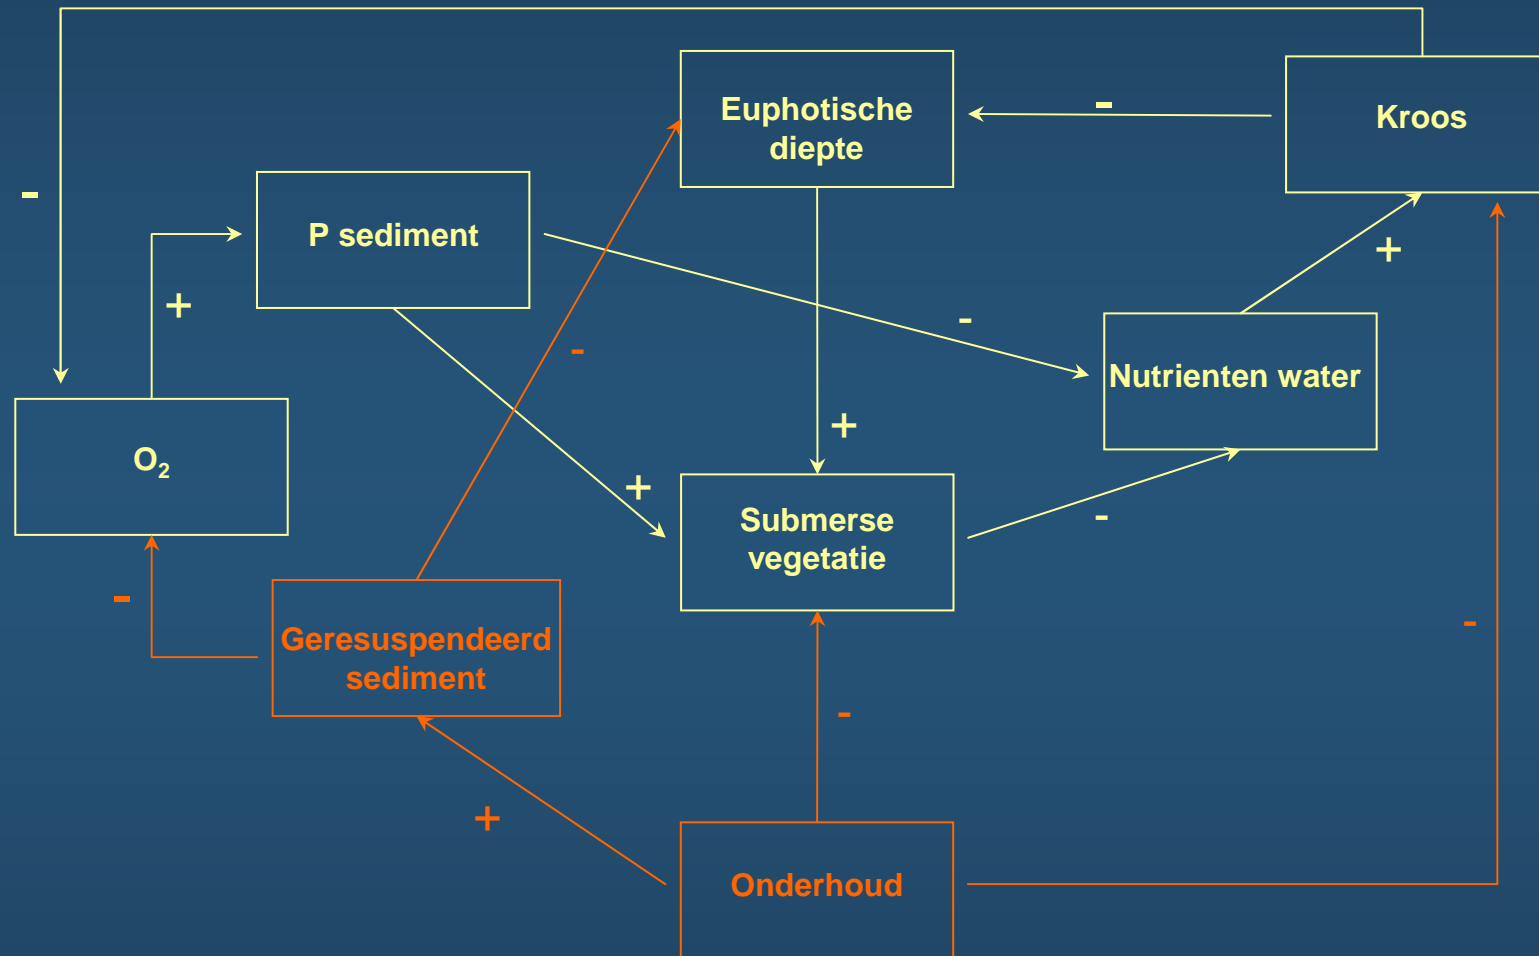 Euphotische
diepte
-
Kroos
-
P sediment
+
+
-
-
Nutrienten water
+
+
O2
Submerse
vegetatie
-
-
Geresuspendeerd
sediment
-
-
+
Onderhoud